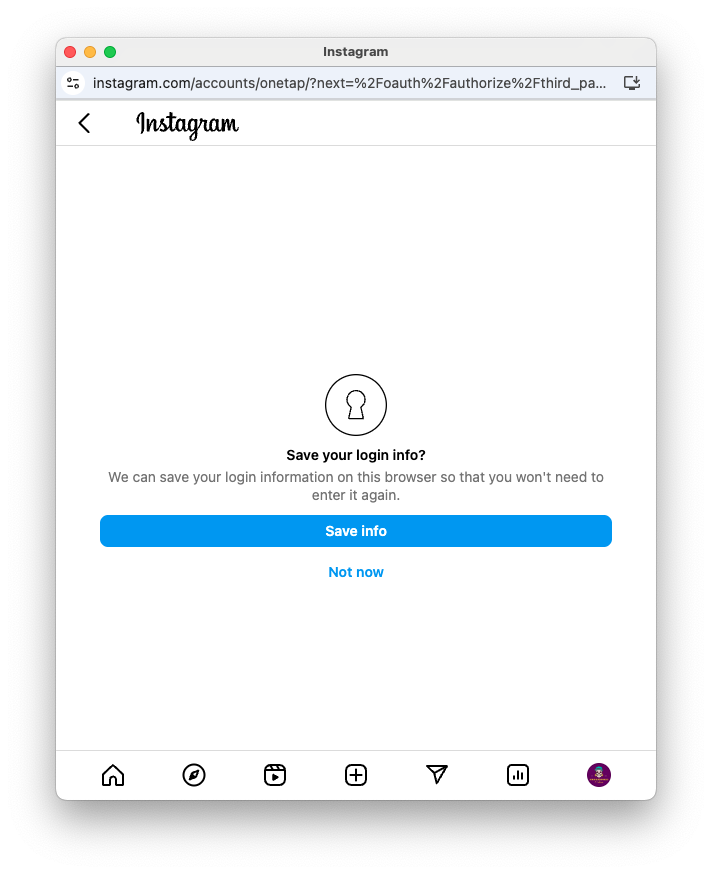 Instagram
instagram.com/accounts/onetap/?next=%2Foauth%2Fauthorize%2Fthird_pa...
Instagram
Save your login info?
We can save your login information on this browser so that you won't need to
enter it again.
Save info
Not now